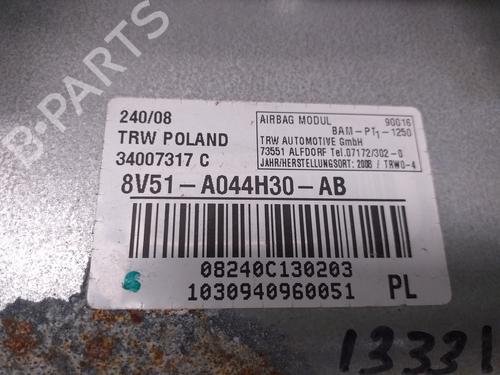 240/08
TRW POLAND
34007317 C
AIRBAG MODUL 90016
BAM-PT1-1250
TRW AUTOMOTIVE GmbH
73551 ALFDORF Tel.07172/302-0
JAHR/HERSTELLUNGSORT: 2008 / TRWO-4
8V51-A044H30-AB
08240C130203
1030940960051 PL
S
13331
B-PARTS